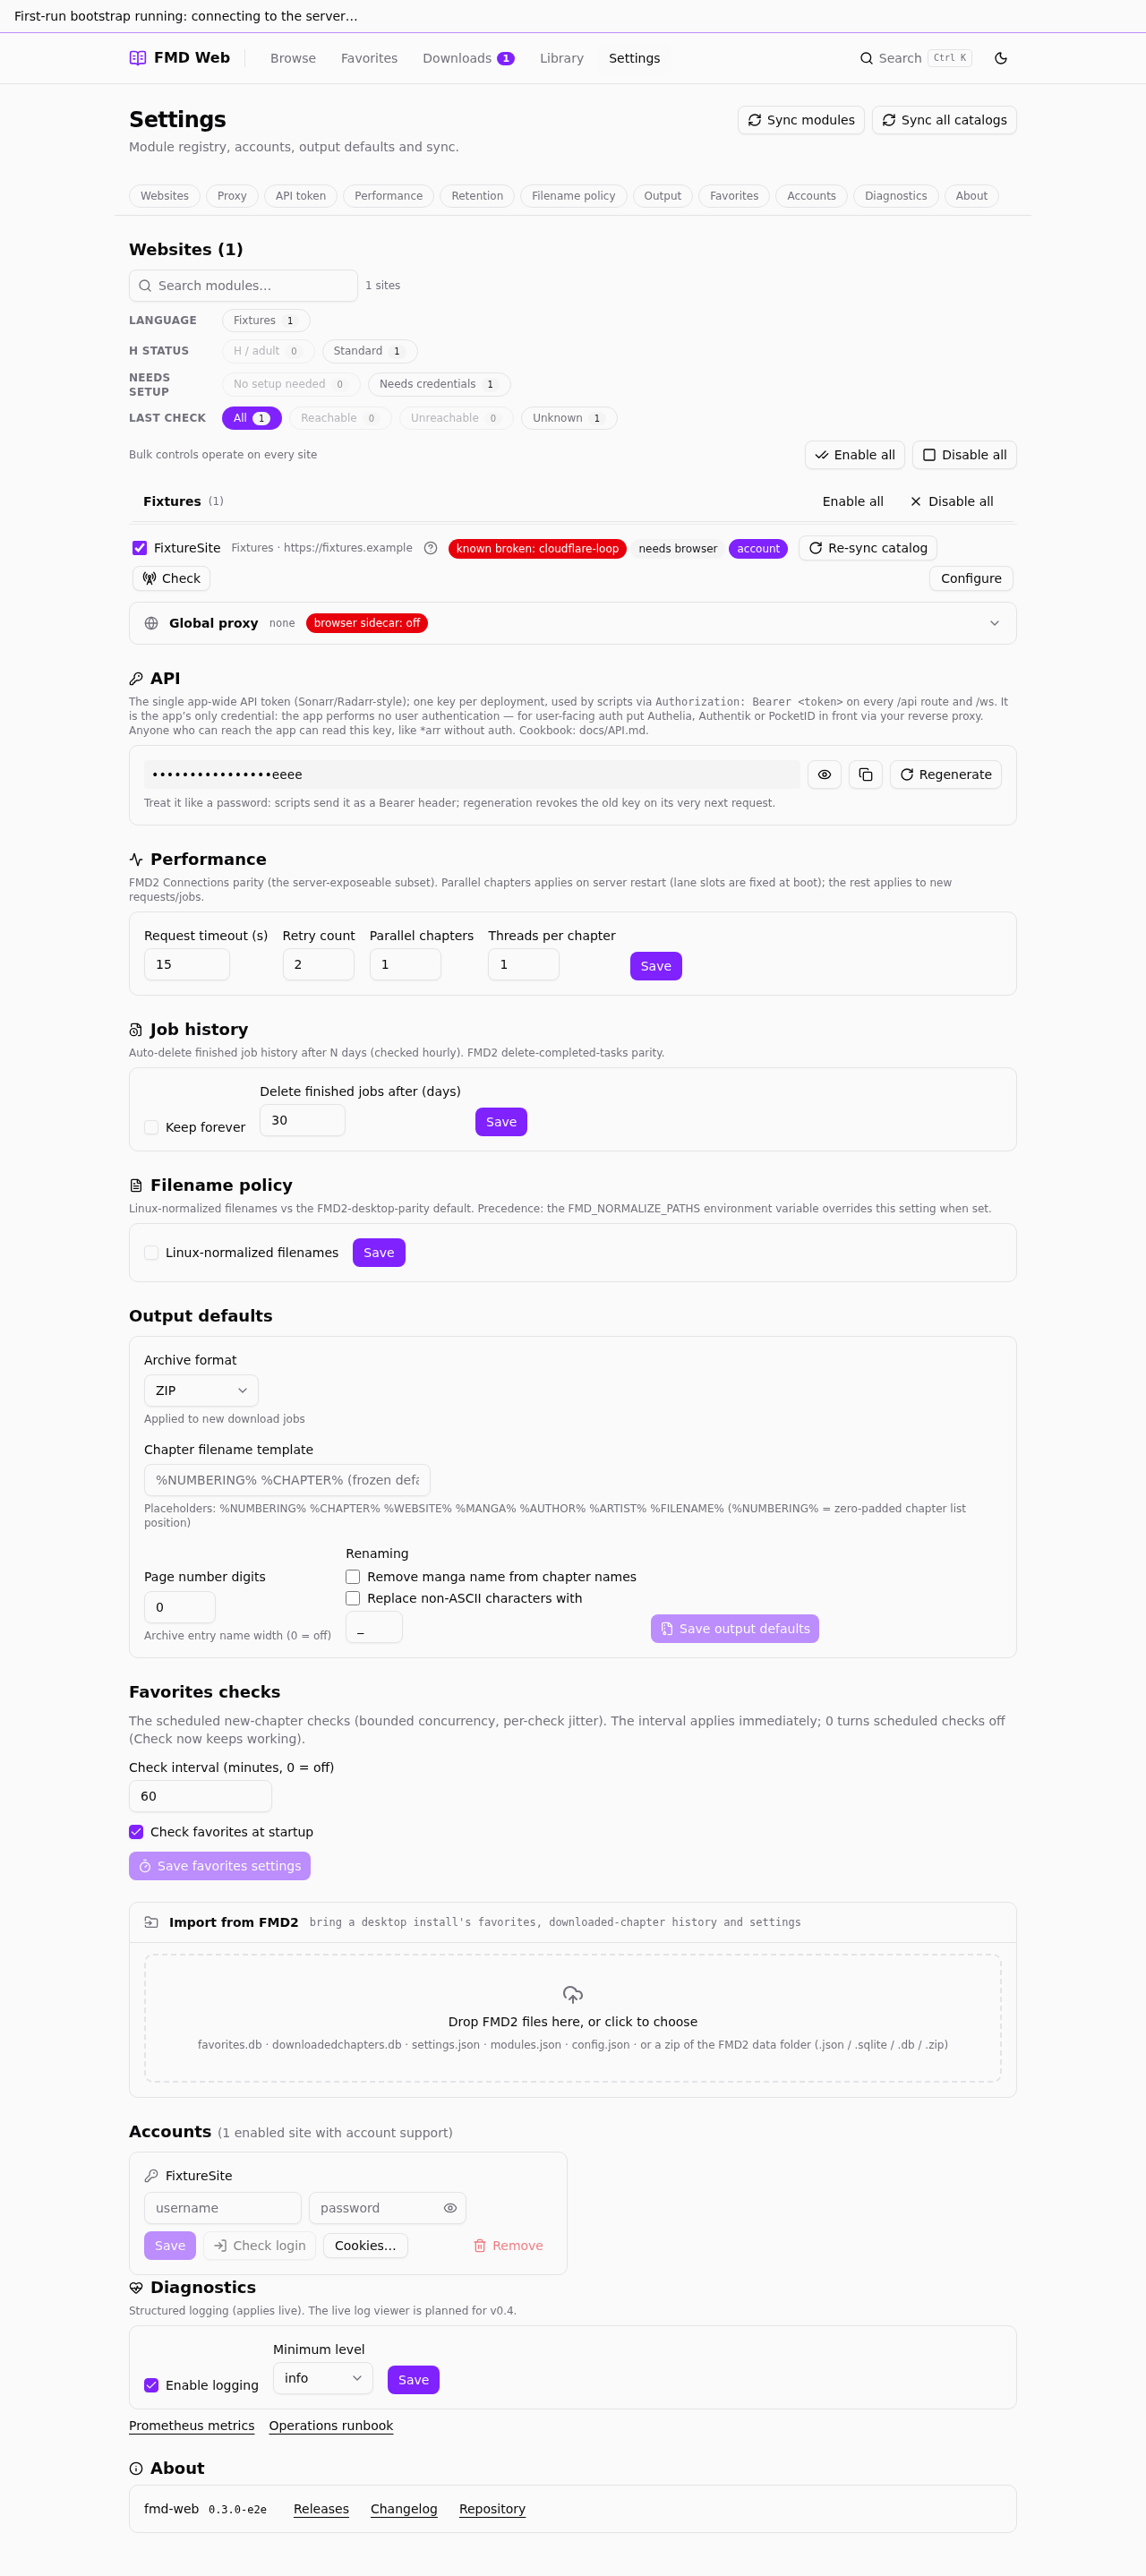 First-run bootstrap running: connecting to the server…
FMD Web
Browse
Favorites
Downloads 1
Library
Settings
Search Ctrl K
Settings
Sync modules
Sync all catalogs
Module registry, accounts, output defaults and sync.
Websites
Proxy
API token
Performance
Retention
Filename policy
Output
Favorites
Accounts
Diagnostics
About
Websites (1)
Search modules…
1 sites
LANGUAGE
Fixtures 1
H STATUS
H / adult 0
Standard 1
NEEDS SETUP
No setup needed 0
Needs credentials 1
LAST CHECK
All 1
Reachable 0
Unreachable 0
Unknown 1
Bulk controls operate on every site
Enable all
Disable all
Fixtures (1)
Enable all
Disable all
FixtureSite
Fixtures · https://fixtures.example
known broken: cloudflare-loop
needs browser
account
Re-sync catalog
Check
Configure
Global proxy none browser sidecar: off
API
The single app-wide API token (Sonarr/Radarr-style); one key per deployment, used by scripts via Authorization: Bearer <token> on every /api route and /ws. It
is the app's only credential: the app performs no user authentication — for user-facing auth put Authelia, Authentik or PocketID in front via your reverse proxy.
Anyone who can reach the app can read this key, like *arr without auth. Cookbook: docs/API.md.
••••••••••••••••eeee
Regenerate
Treat it like a password: scripts send it as a Bearer header; regeneration revokes the old key on its very next request.
Performance
FMD2 Connections parity (the server-exposeable subset). Parallel chapters applies on server restart (lane slots are fixed at boot); the rest applies to new
requests/jobs.
Request timeout (s)
Retry count
Parallel chapters
Threads per chapter
15
2
1
1
Save
Job history
Auto-delete finished job history after N days (checked hourly). FMD2 delete-completed-tasks parity.
Delete finished jobs after (days)
Keep forever
30
Save
Filename policy
Linux-normalized filenames vs the FMD2-desktop-parity default. Precedence: the FMD_NORMALIZE_PATHS environment variable overrides this setting when set.
Linux-normalized filenames
Save
Output defaults
Archive format
ZIP
Applied to new download jobs
Chapter filename template
%NUMBERING% %CHAPTER% (frozen defa
Placeholders: %NUMBERING% %CHAPTER% %WEBSITE% %MANGA% %AUTHOR% %ARTIST% %FILENAME% (%NUMBERING% = zero-padded chapter list
position)
Page number digits
0
Archive entry name width (0 = off)
Renaming
Remove manga name from chapter names
Replace non-ASCII characters with
_
Save output defaults
Favorites checks
The scheduled new-chapter checks (bounded concurrency, per-check jitter). The interval applies immediately; 0 turns scheduled checks off
(Check now keeps working).
Check interval (minutes, 0 = off)
60
Check favorites at startup
Save favorites settings
Import from FMD2 bring a desktop install's favorites, downloaded-chapter history and settings
Drop FMD2 files here, or click to choose
favorites.db · downloadedchapters.db · settings.json · modules.json · config.json · or a zip of the FMD2 data folder (.json / .sqlite / .db / .zip)
Accounts (1 enabled site with account support)
FixtureSite
username
password
Save
Check login
Cookies…
Remove
Diagnostics
Structured logging (applies live). The live log viewer is planned for v0.4.
Minimum level
Enable logging
info
Save
Prometheus metrics
Operations runbook
About
fmd-web 0.3.0-e2e
Releases
Changelog
Repository